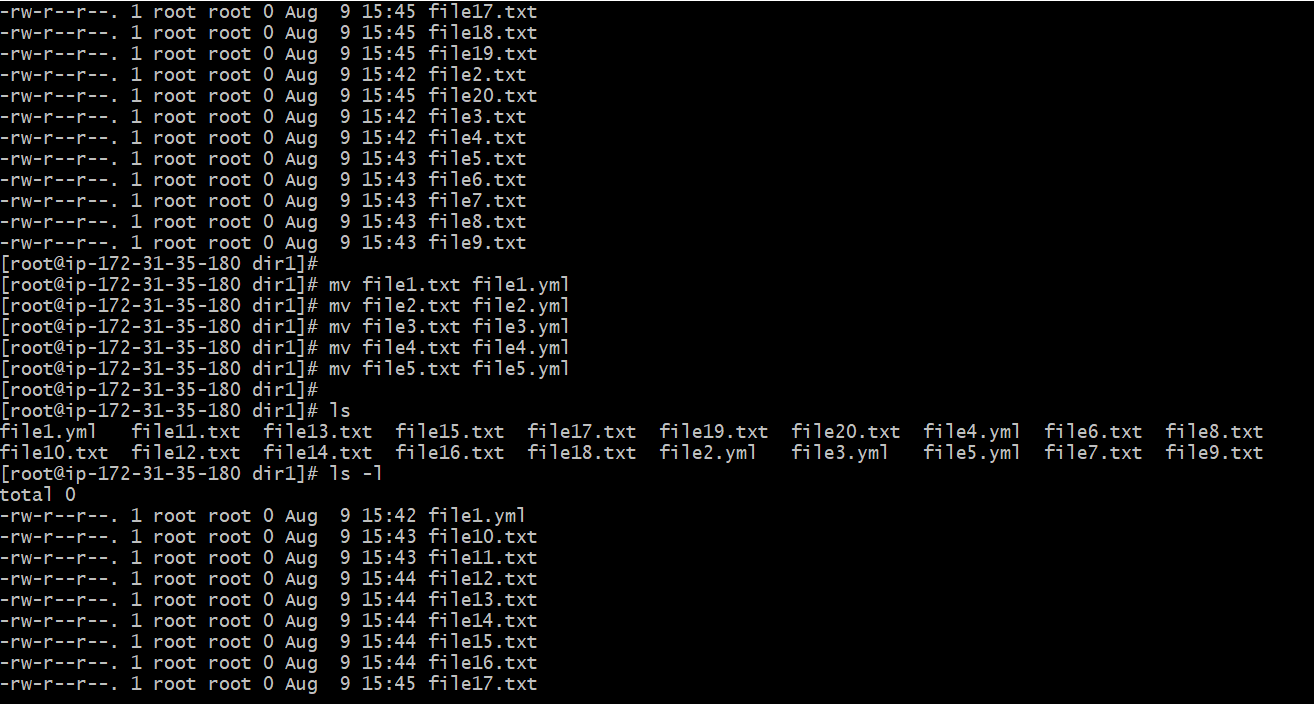 -rw-r--r--. 1 root root 0 Aug  9 15:45 file17.txt
-rw-r--r--. 1 root root 0 Aug  9 15:45 file18.txt
-rw-r--r--. 1 root root 0 Aug  9 15:45 file19.txt
-rw-r--r--. 1 root root 0 Aug  9 15:42 file2.txt
-rw-r--r--. 1 root root 0 Aug  9 15:45 file20.txt
-rw-r--r--. 1 root root 0 Aug  9 15:42 file3.txt
-rw-r--r--. 1 root root 0 Aug  9 15:42 file4.txt
-rw-r--r--. 1 root root 0 Aug  9 15:43 file5.txt
-rw-r--r--. 1 root root 0 Aug  9 15:43 file6.txt
-rw-r--r--. 1 root root 0 Aug  9 15:43 file7.txt
-rw-r--r--. 1 root root 0 Aug  9 15:43 file8.txt
-rw-r--r--. 1 root root 0 Aug  9 15:43 file9.txt
[root@ip-172-31-35-180 dir1]#
[root@ip-172-31-35-180 dir1]# mv file1.txt file1.yml
[root@ip-172-31-35-180 dir1]# mv file2.txt file2.yml
[root@ip-172-31-35-180 dir1]# mv file3.txt file3.yml
[root@ip-172-31-35-180 dir1]# mv file4.txt file4.yml
[root@ip-172-31-35-180 dir1]# mv file5.txt file5.yml
[root@ip-172-31-35-180 dir1]#
[root@ip-172-31-35-180 dir1]# ls
file1.yml   file11.txt  file13.txt  file15.txt  file17.txt  file19.txt  file20.txt  file4.yml  file6.txt  file8.txt
file10.txt  file12.txt  file14.txt  file16.txt  file18.txt  file2.yml   file3.yml   file5.yml  file7.txt  file9.txt
[root@ip-172-31-35-180 dir1]# ls -l
total 0
-rw-r--r--. 1 root root 0 Aug  9 15:42 file1.yml
-rw-r--r--. 1 root root 0 Aug  9 15:43 file10.txt
-rw-r--r--. 1 root root 0 Aug  9 15:43 file11.txt
-rw-r--r--. 1 root root 0 Aug  9 15:44 file12.txt
-rw-r--r--. 1 root root 0 Aug  9 15:44 file13.txt
-rw-r--r--. 1 root root 0 Aug  9 15:44 file14.txt
-rw-r--r--. 1 root root 0 Aug  9 15:44 file15.txt
-rw-r--r--. 1 root root 0 Aug  9 15:44 file16.txt
-rw-r--r--. 1 root root 0 Aug  9 15:45 file17.txt